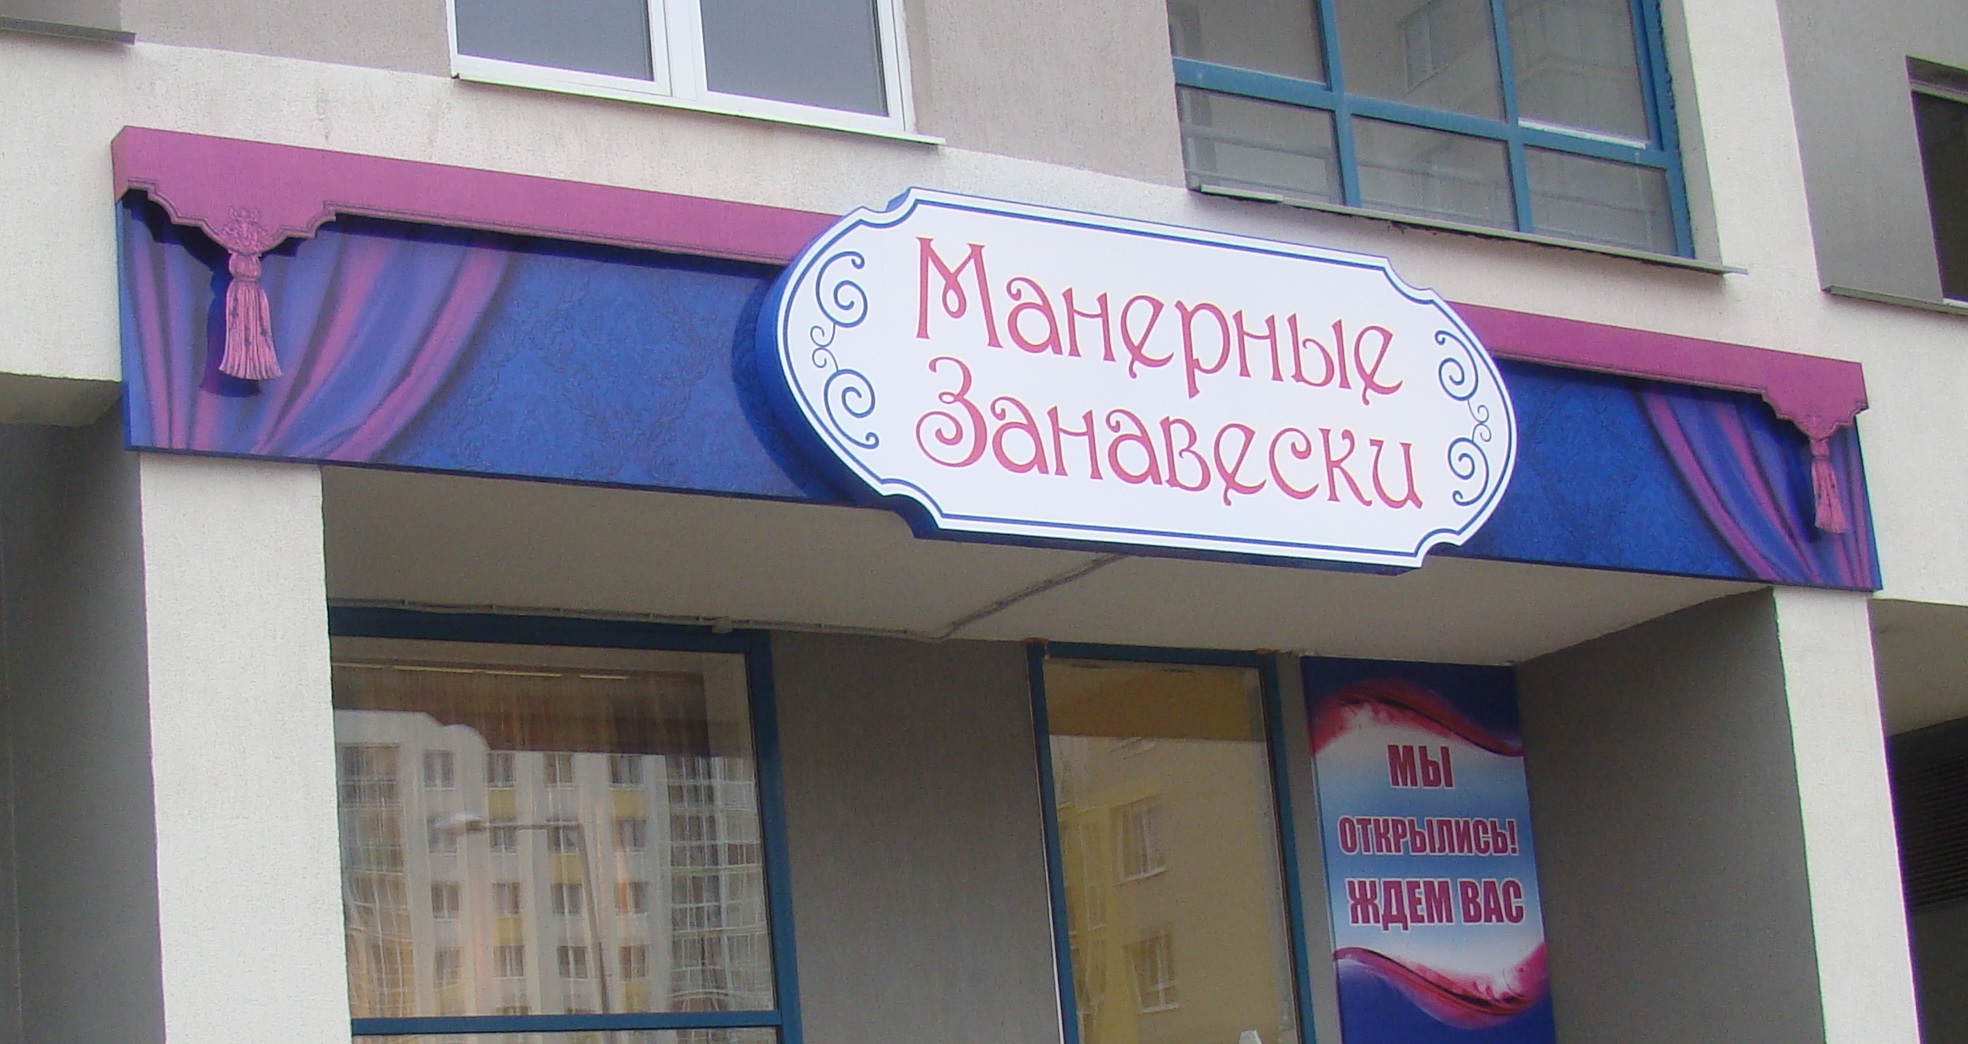 Манерные
Занавески
МЫ
ОТКРЫЛИСЬ!
ЖДЕМ ВАС